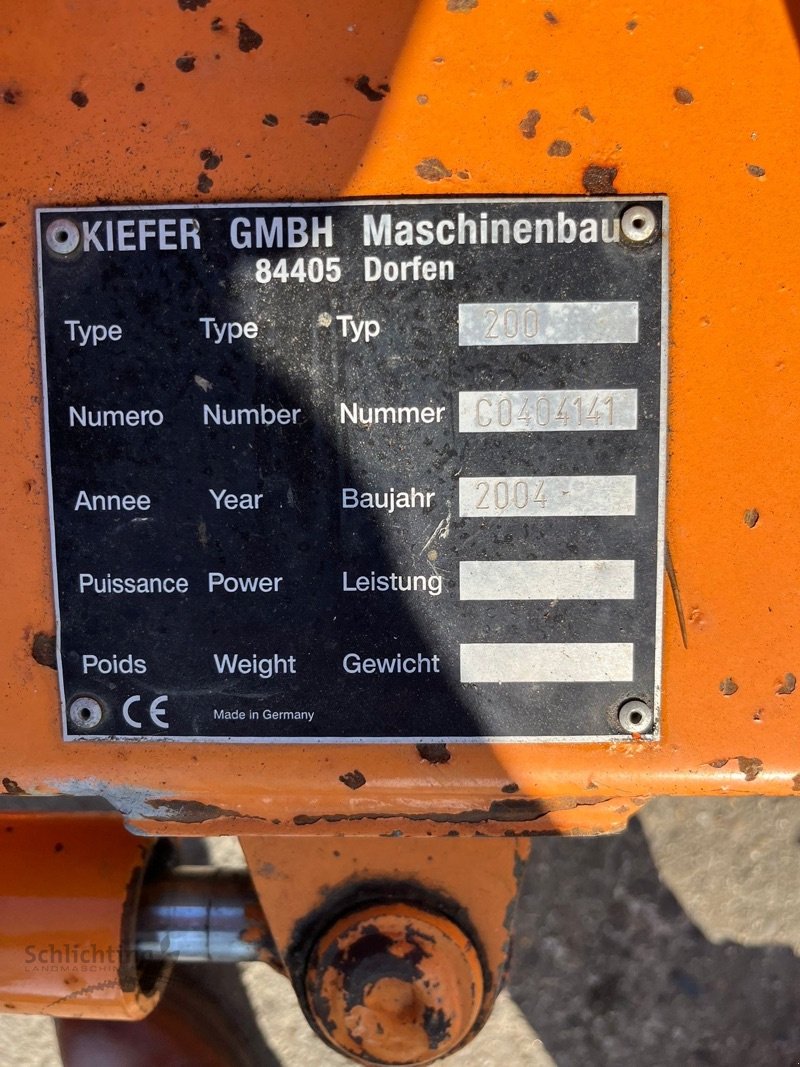 KIEFER GMBH Maschinenbau
84405 Dorfen
Type Type Typ 200
Numero Number Nummer C0404141
Annee Year Baujahr 2004
Puissance Power Leistung
Poids Weight Gewicht
CE Made in Germany
Schlichting